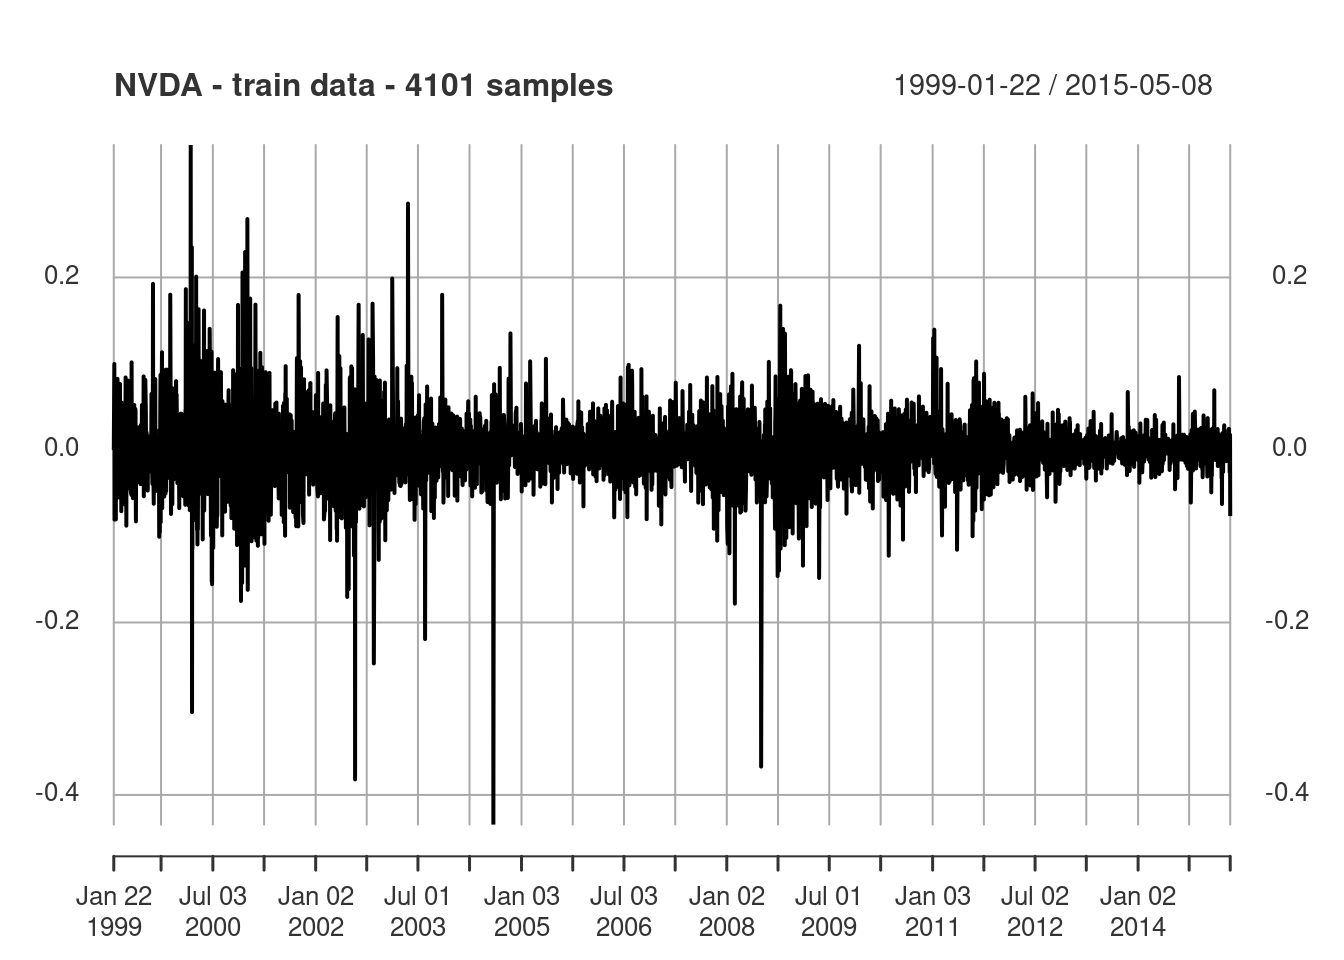 NVDA - train data - 4101 samples 1999-01-22 / 2015-05-08
0.2 0.2
0.0 0.0
-0.2 -0.2
-0.4 -0.4
Jan 22 Jul 03 Jan 02 Jul 01 Jan 03 Jul 03 Jan 02 Jul 01 Jan 03 Jul 02 Jan 02
1999 2000 2002 2003 2005 2006 2008 2009 2011 2012 2014